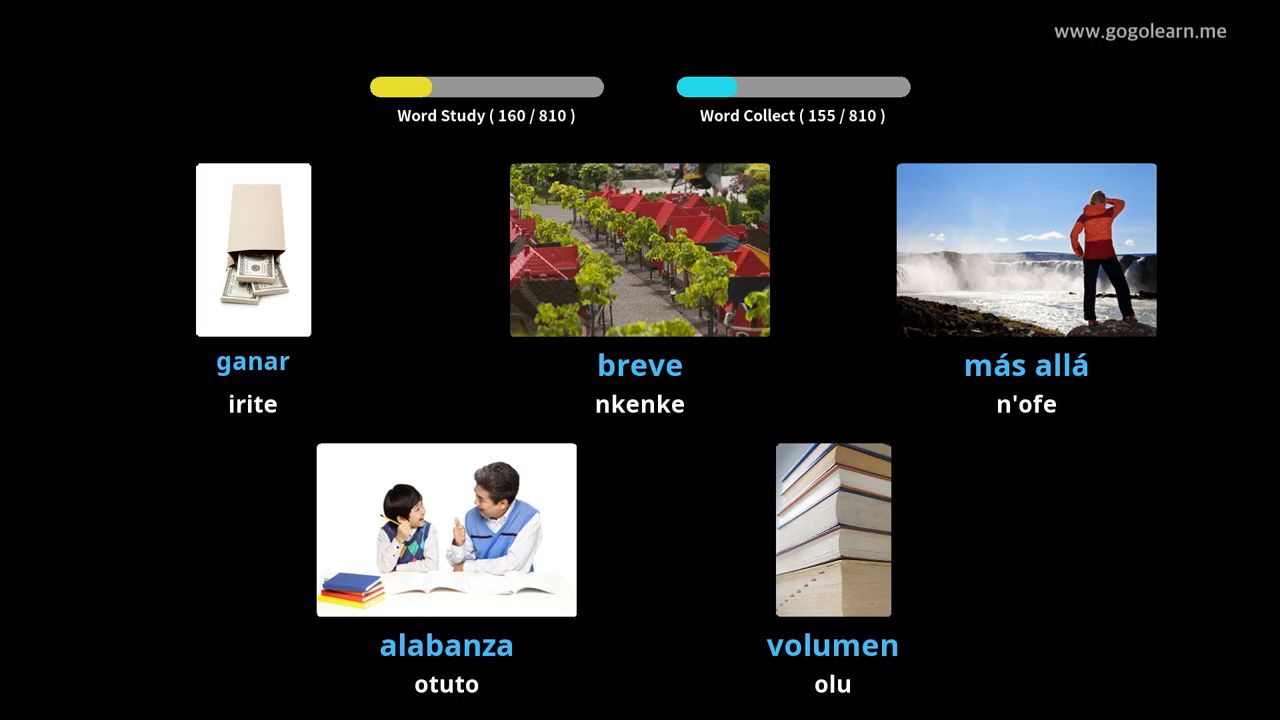 www.gogolearn.me
Word Study ( 160 / 810 )
Word Collect ( 155 / 810 )
ganar
irite
breve
nkenke
más allá
n'ofe
alabanza
otuto
volumen
olu